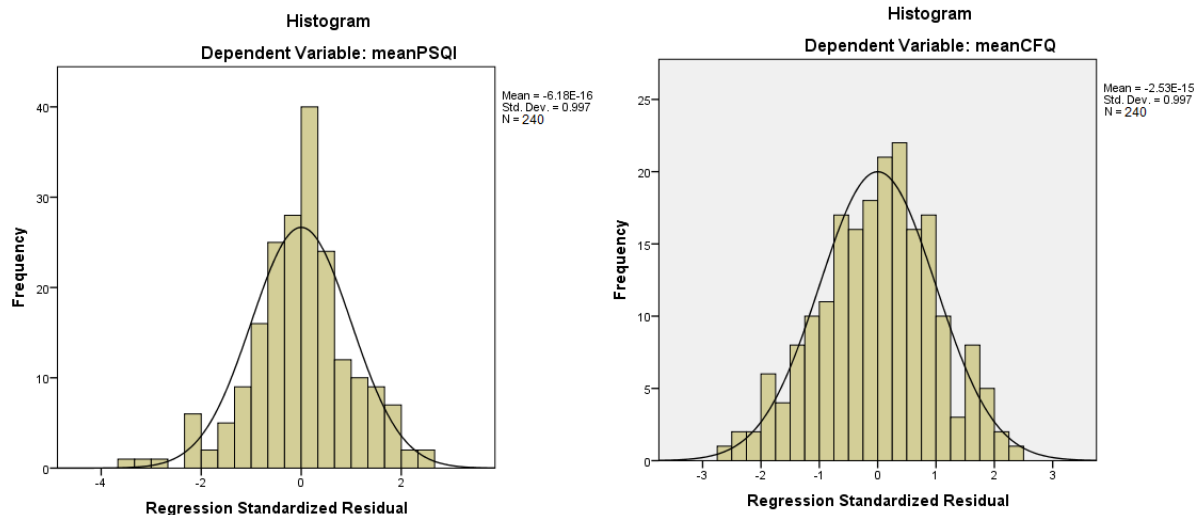 Histogram
Dependent Variable: meanPSQI
Mean = -6.18E-16
Std. Dev. = 0.997
N = 240
40
30
20
10
0
Frequency
-4
-2
0
2
Regression Standardized Residual
Histogram
Dependent Variable: meanCFQ
Mean = -2.53E-15
Std. Dev. = 0.997
N = 240
25
20
15
10
5
0
Frequency
-3
-2
-1
0
1
2
3
Regression Standardized Residual